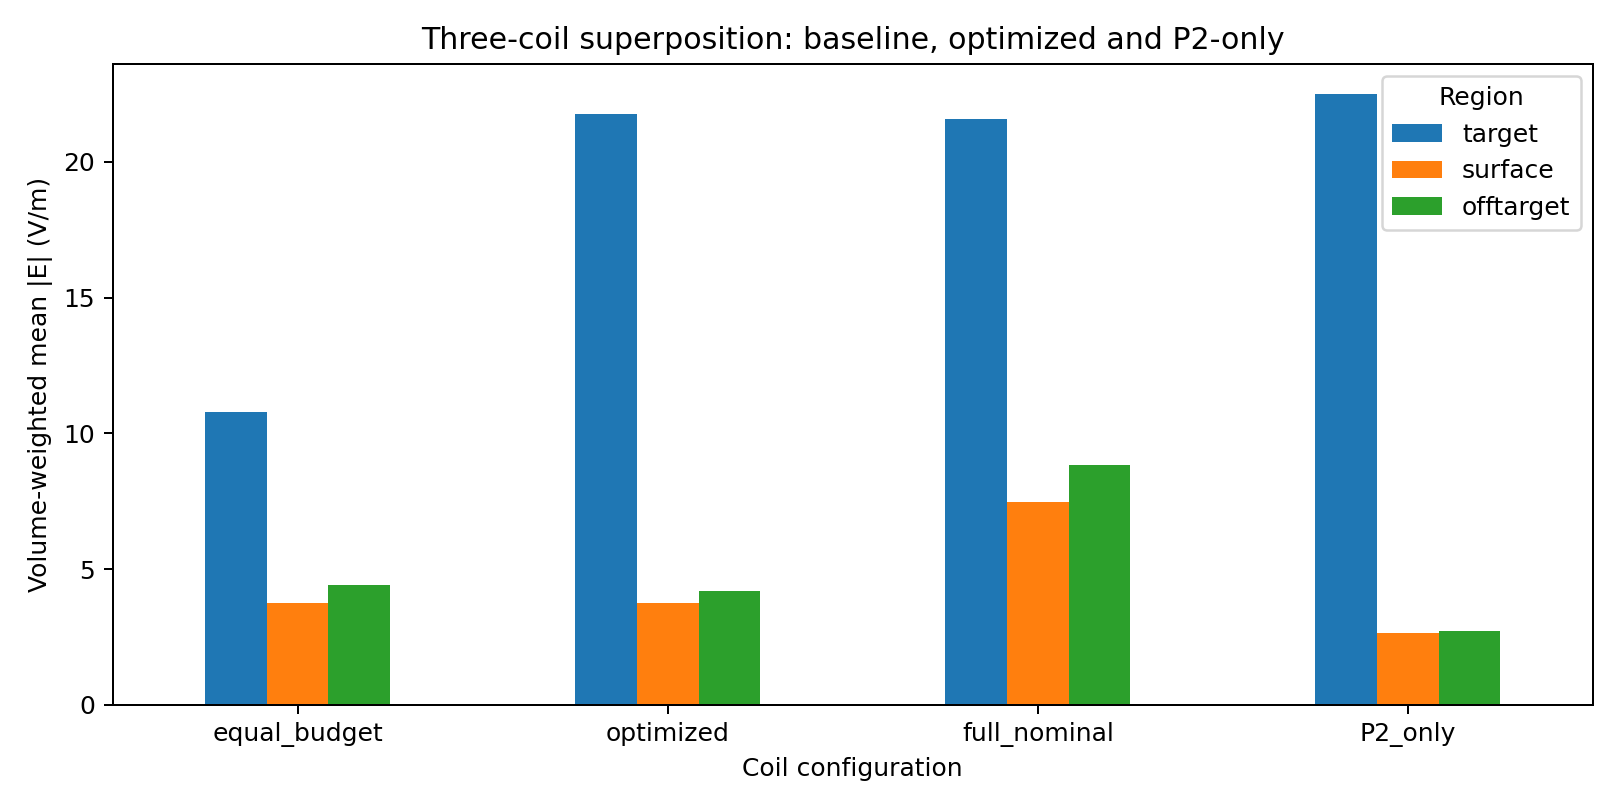 Three-coil superposition: baseline, optimized and P2-only
Volume-weighted mean |E| (V/m)
20
15
10
5
0
Region
target
surface
offtarget
equal_budget
optimized
full_nominal
P2_only
Coil configuration